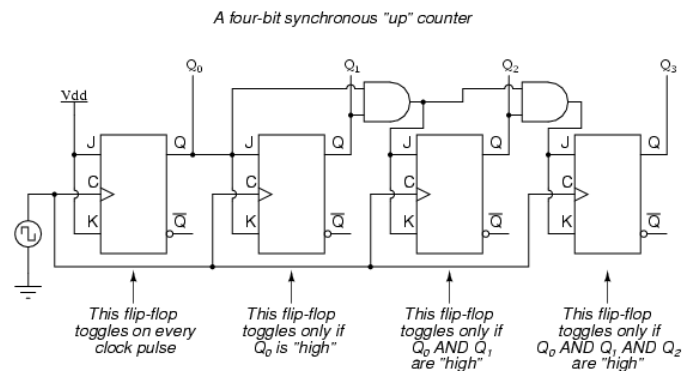 A four-bit synchronous "up" counter
Q0 Q1 Q2 Q3
Vdd
J Q J Q J Q J Q
C C C C
K Q K Q K Q K Q
This flip-flop
toggles on every
clock pulse
This flip-flop
toggles only if
Q0 is "high"
This flip-flop
toggles only if
Q0 AND Q1
are "high"
This flip-flop
toggles only if
Q0 AND Q1 AND Q2
are "high"